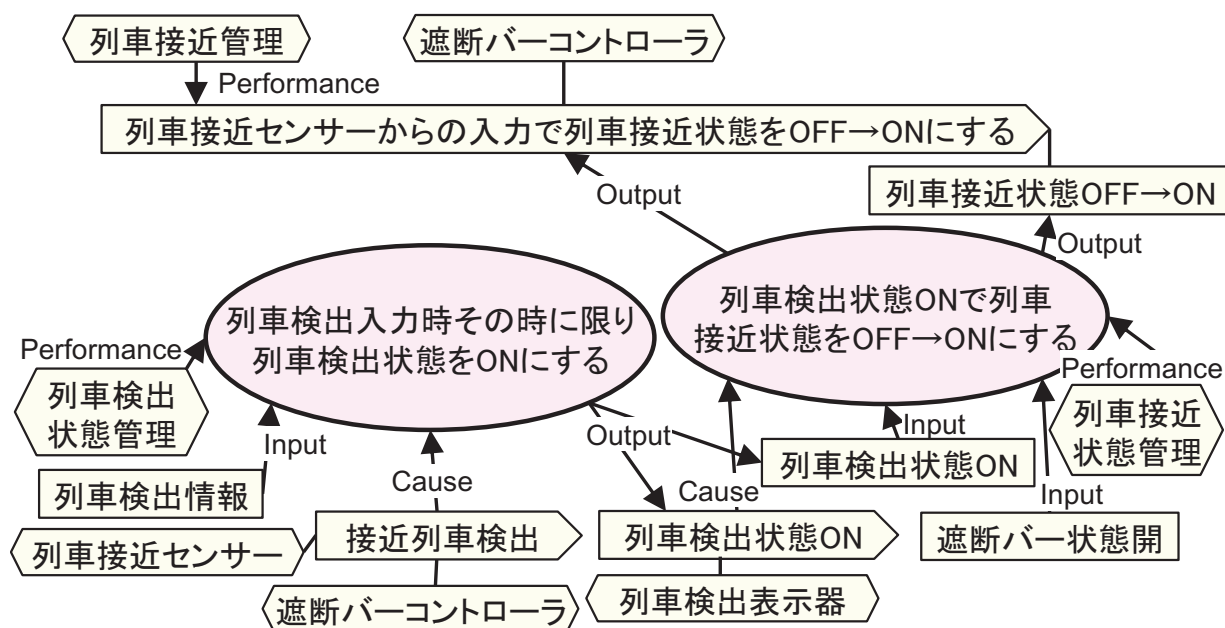 列車接近管理
遮断バーコントローラ
Performance
列車接近センサーからの入力で列車接近状態をOFF→ONにする
Output
列車接近状態OFF→ON
Output
列車検出入力時その時に限り
列車検出状態をONにする
列車検出状態ONで列車
接近状態をOFF→ONにする
Performance
列車検出
状態管理
Performance
列車接近
状態管理
Input
Output
Input
列車検出状態ON
列車検出情報
Cause
Cause
Input
列車接近センサー
接近列車検出
列車検出状態ON
遮断バー状態開
遮断バーコントローラ
列車検出表示器